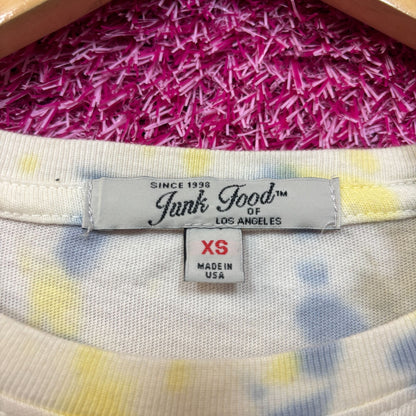 SINCE 1998
Junk Food™
OF
LOS ANGELES
XS
MADE IN
USA